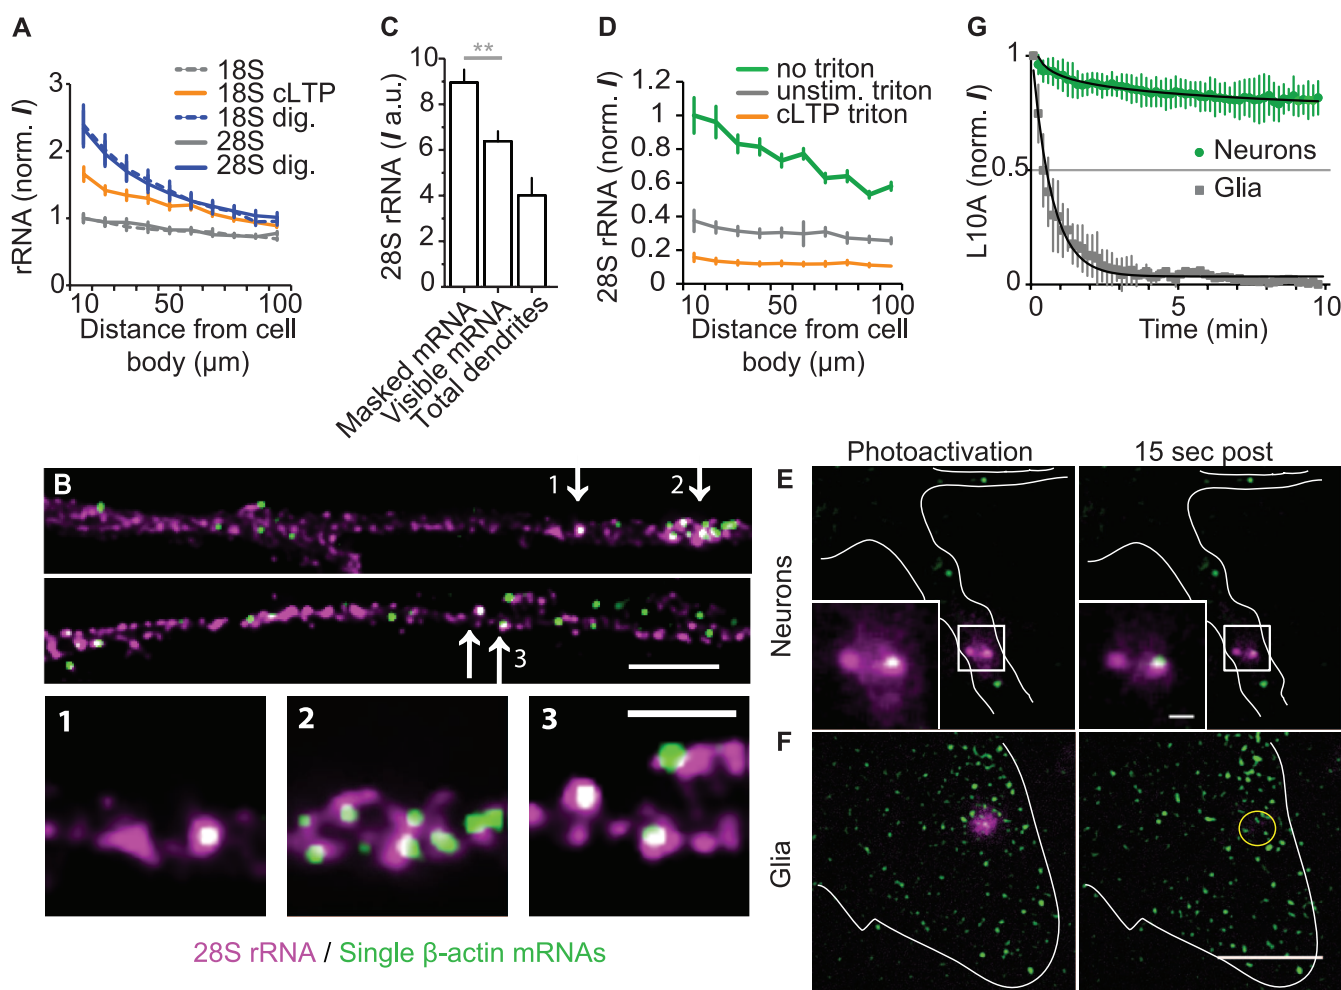 A
rRNA (norm. I)
3
2
1
0
18S
18S cLTP
18S dig.
28S
28S dig.
10
50
100
Distance from cell
body (µm)
C
28S rRNA (I a.u.)
10
8
6
4
2
0
**
Masked mRNA
Visible mRNA
Total dendrites
D
28S rRNA (norm. I)
1.2
1
0.8
0.6
0.4
0.2
0
no triton
unstim. triton
cLTP triton
10
50
100
Distance from cell
body (µm)
G
L10A (norm. I)
1
0.5
0
Neurons
Glia
0
5
10
Time (min)
B
1
2
3
1
2
3
28S rRNA / Single β-actin mRNAs
Photoactivation
15 sec post
E
Neurons
F
Glia